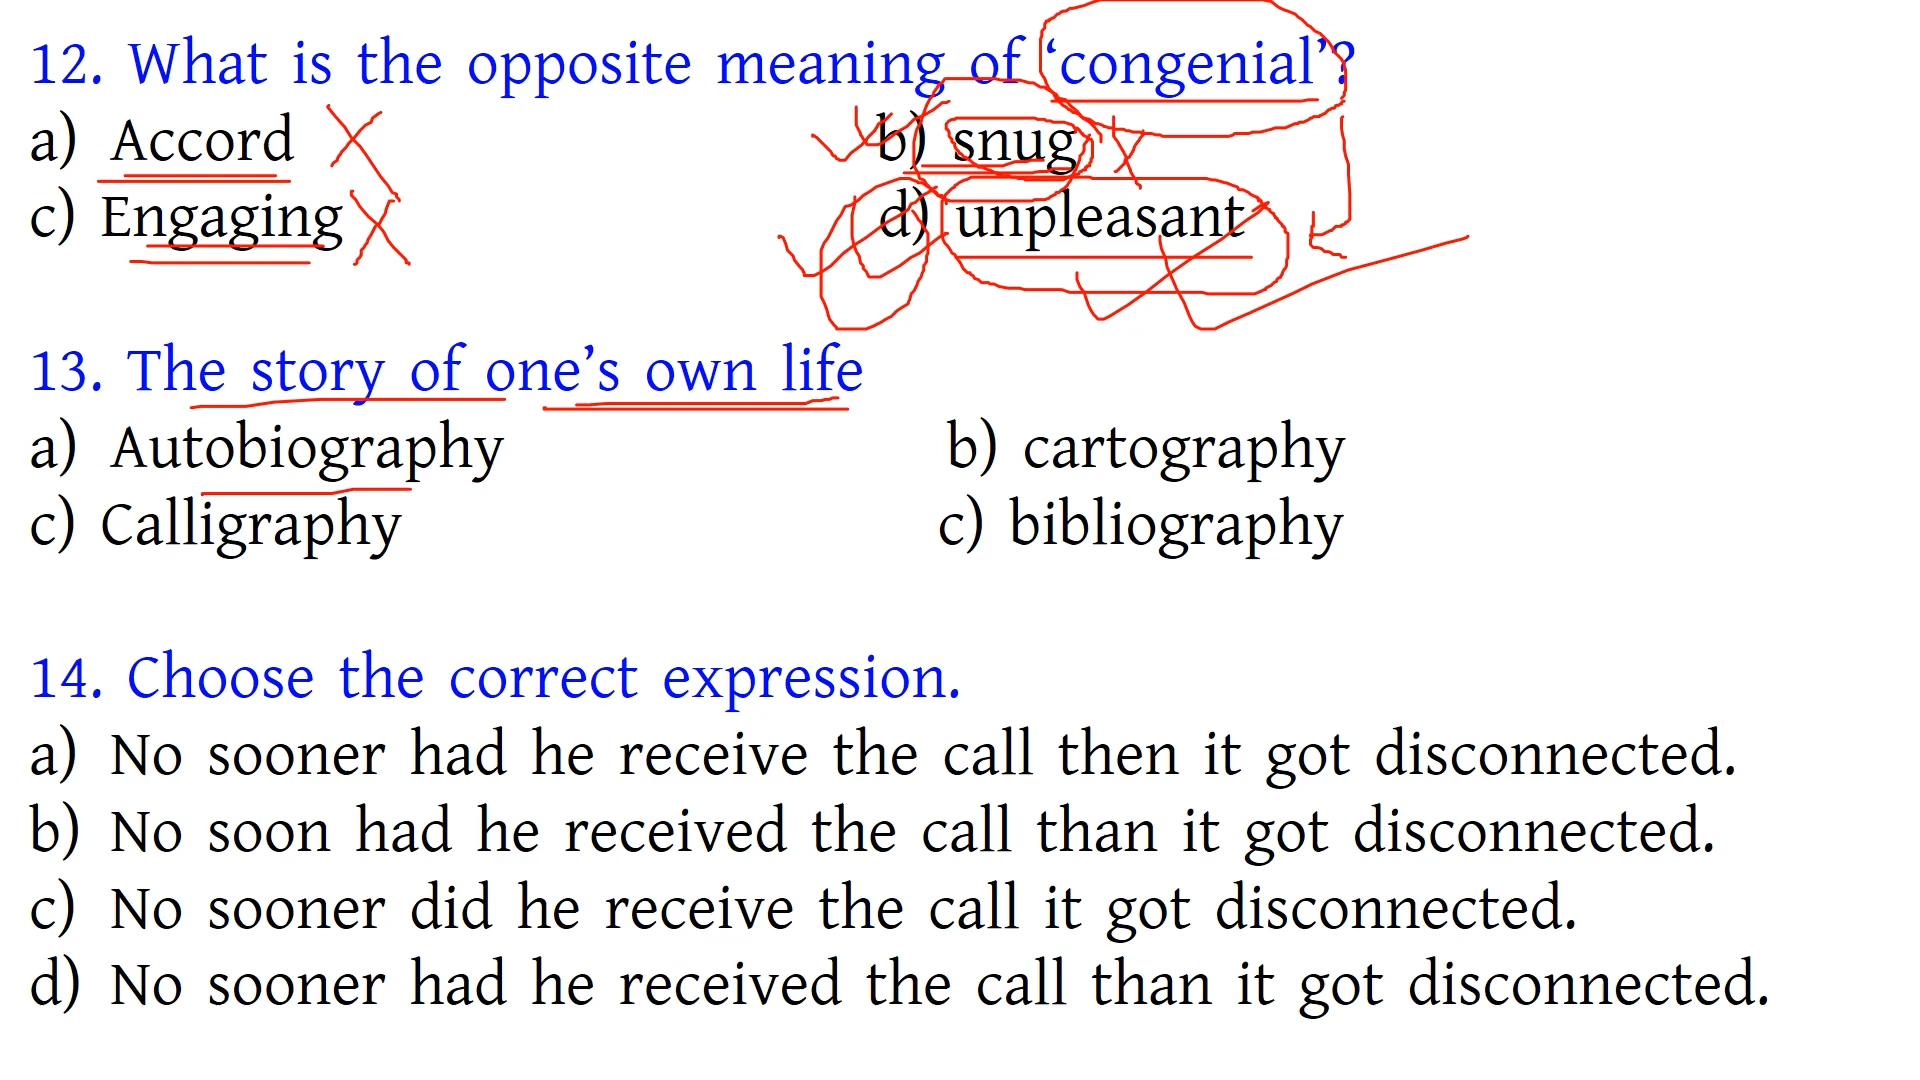 12. What is the opposite meaning of ‘congenial’?
a) Accord b) snug
c) Engaging d) unpleasant
13. The story of one’s own life
a) Autobiography b) cartography
c) Calligraphy c) bibliography
14. Choose the correct expression.
a) No sooner had he receive the call then it got disconnected.
b) No soon had he received the call than it got disconnected.
c) No sooner did he receive the call it got disconnected.
d) No sooner had he received the call than it got disconnected.